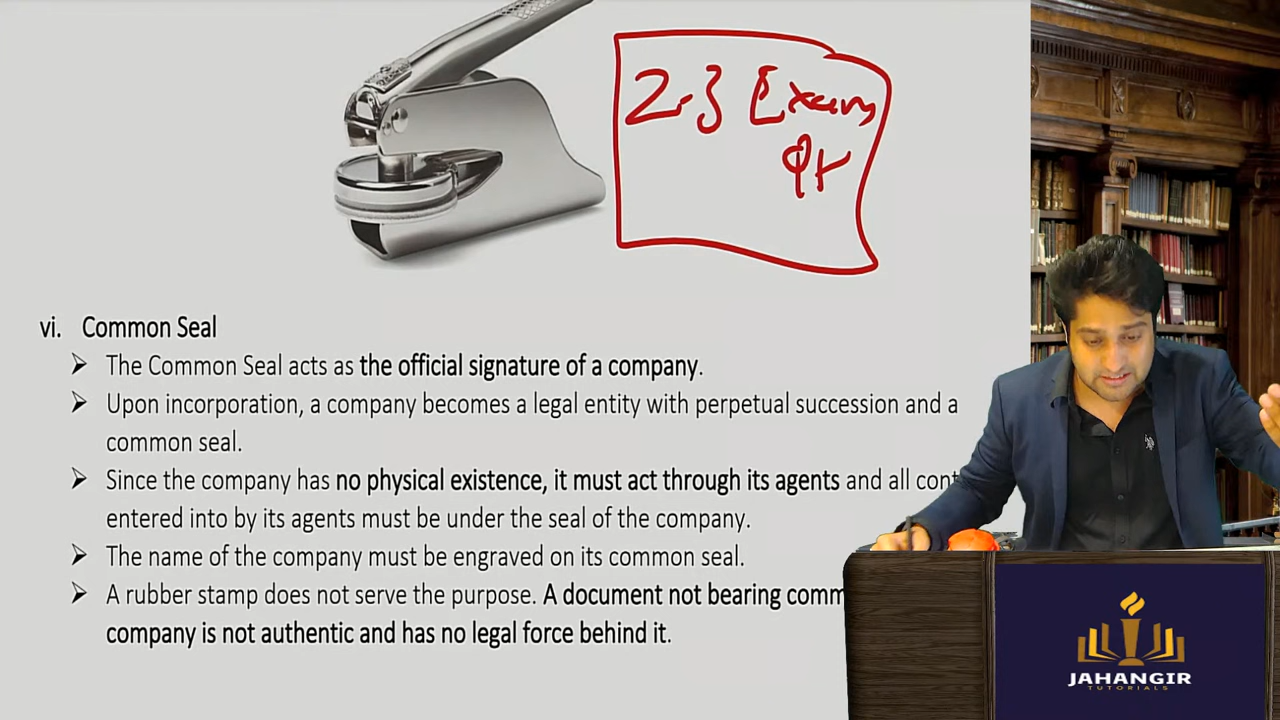 2-3 Exam
vi. Common Seal
➢ The Common Seal acts as the official signature of a company.
➢ Upon incorporation, a company becomes a legal entity with perpetual succession and a
common seal.
➢ Since the company has no physical existence, it must act through its agents and all cont
entered into by its agents must be under the seal of the company.
➢ The name of the company must be engraved on its common seal.
➢ A rubber stamp does not serve the purpose. A document not bearing comm
company is not authentic and has no legal force behind it.
JAHANGIR
TUTORIALS